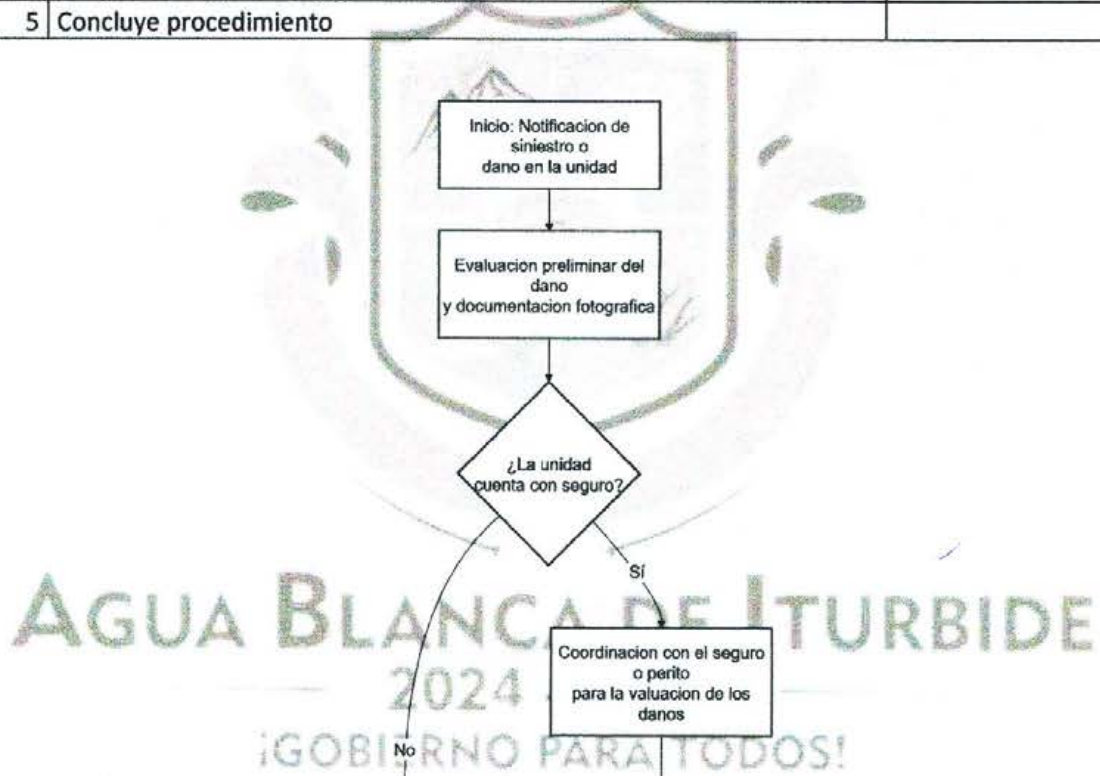 5 Concluye procedimiento
Inicio: Notificacion de
siniestro o
dano en la unidad
Evaluacion preliminar del
dano
y documentacion fotografica
¿La unidad
cuenta con seguro?
Sí
AGUA BLANCA DE ITURBIDE
Coordinacion con el seguro
o perito
para la valuacion de los
danos
2024
No
¡GOBIERNO PARA TODOS!